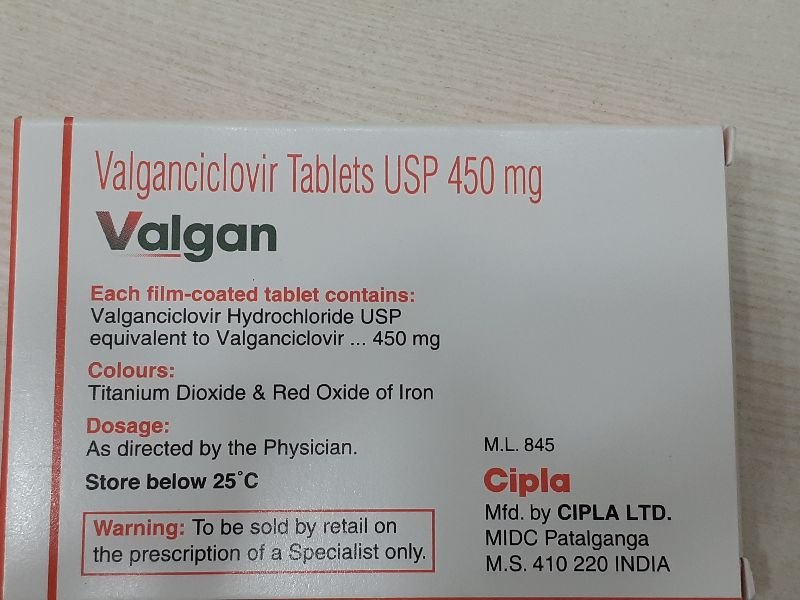 Valganciclovir Tablets USP 450 mg
Valgan
Each film-coated tablet contains:
Valganciclovir Hydrochloride USP
equivalent to Valganciclovir ... 450 mg
Colours:
Titanium Dioxide & Red Oxide of Iron
Dosage:
As directed by the Physician.
Store below 25°C
Warning: To be sold by retail on
the prescription of a Specialist only.
M.L. 845
Cipla
Mfd. by CIPLA LTD.
MIDC Patalganga
M.S. 410 220 INDIA